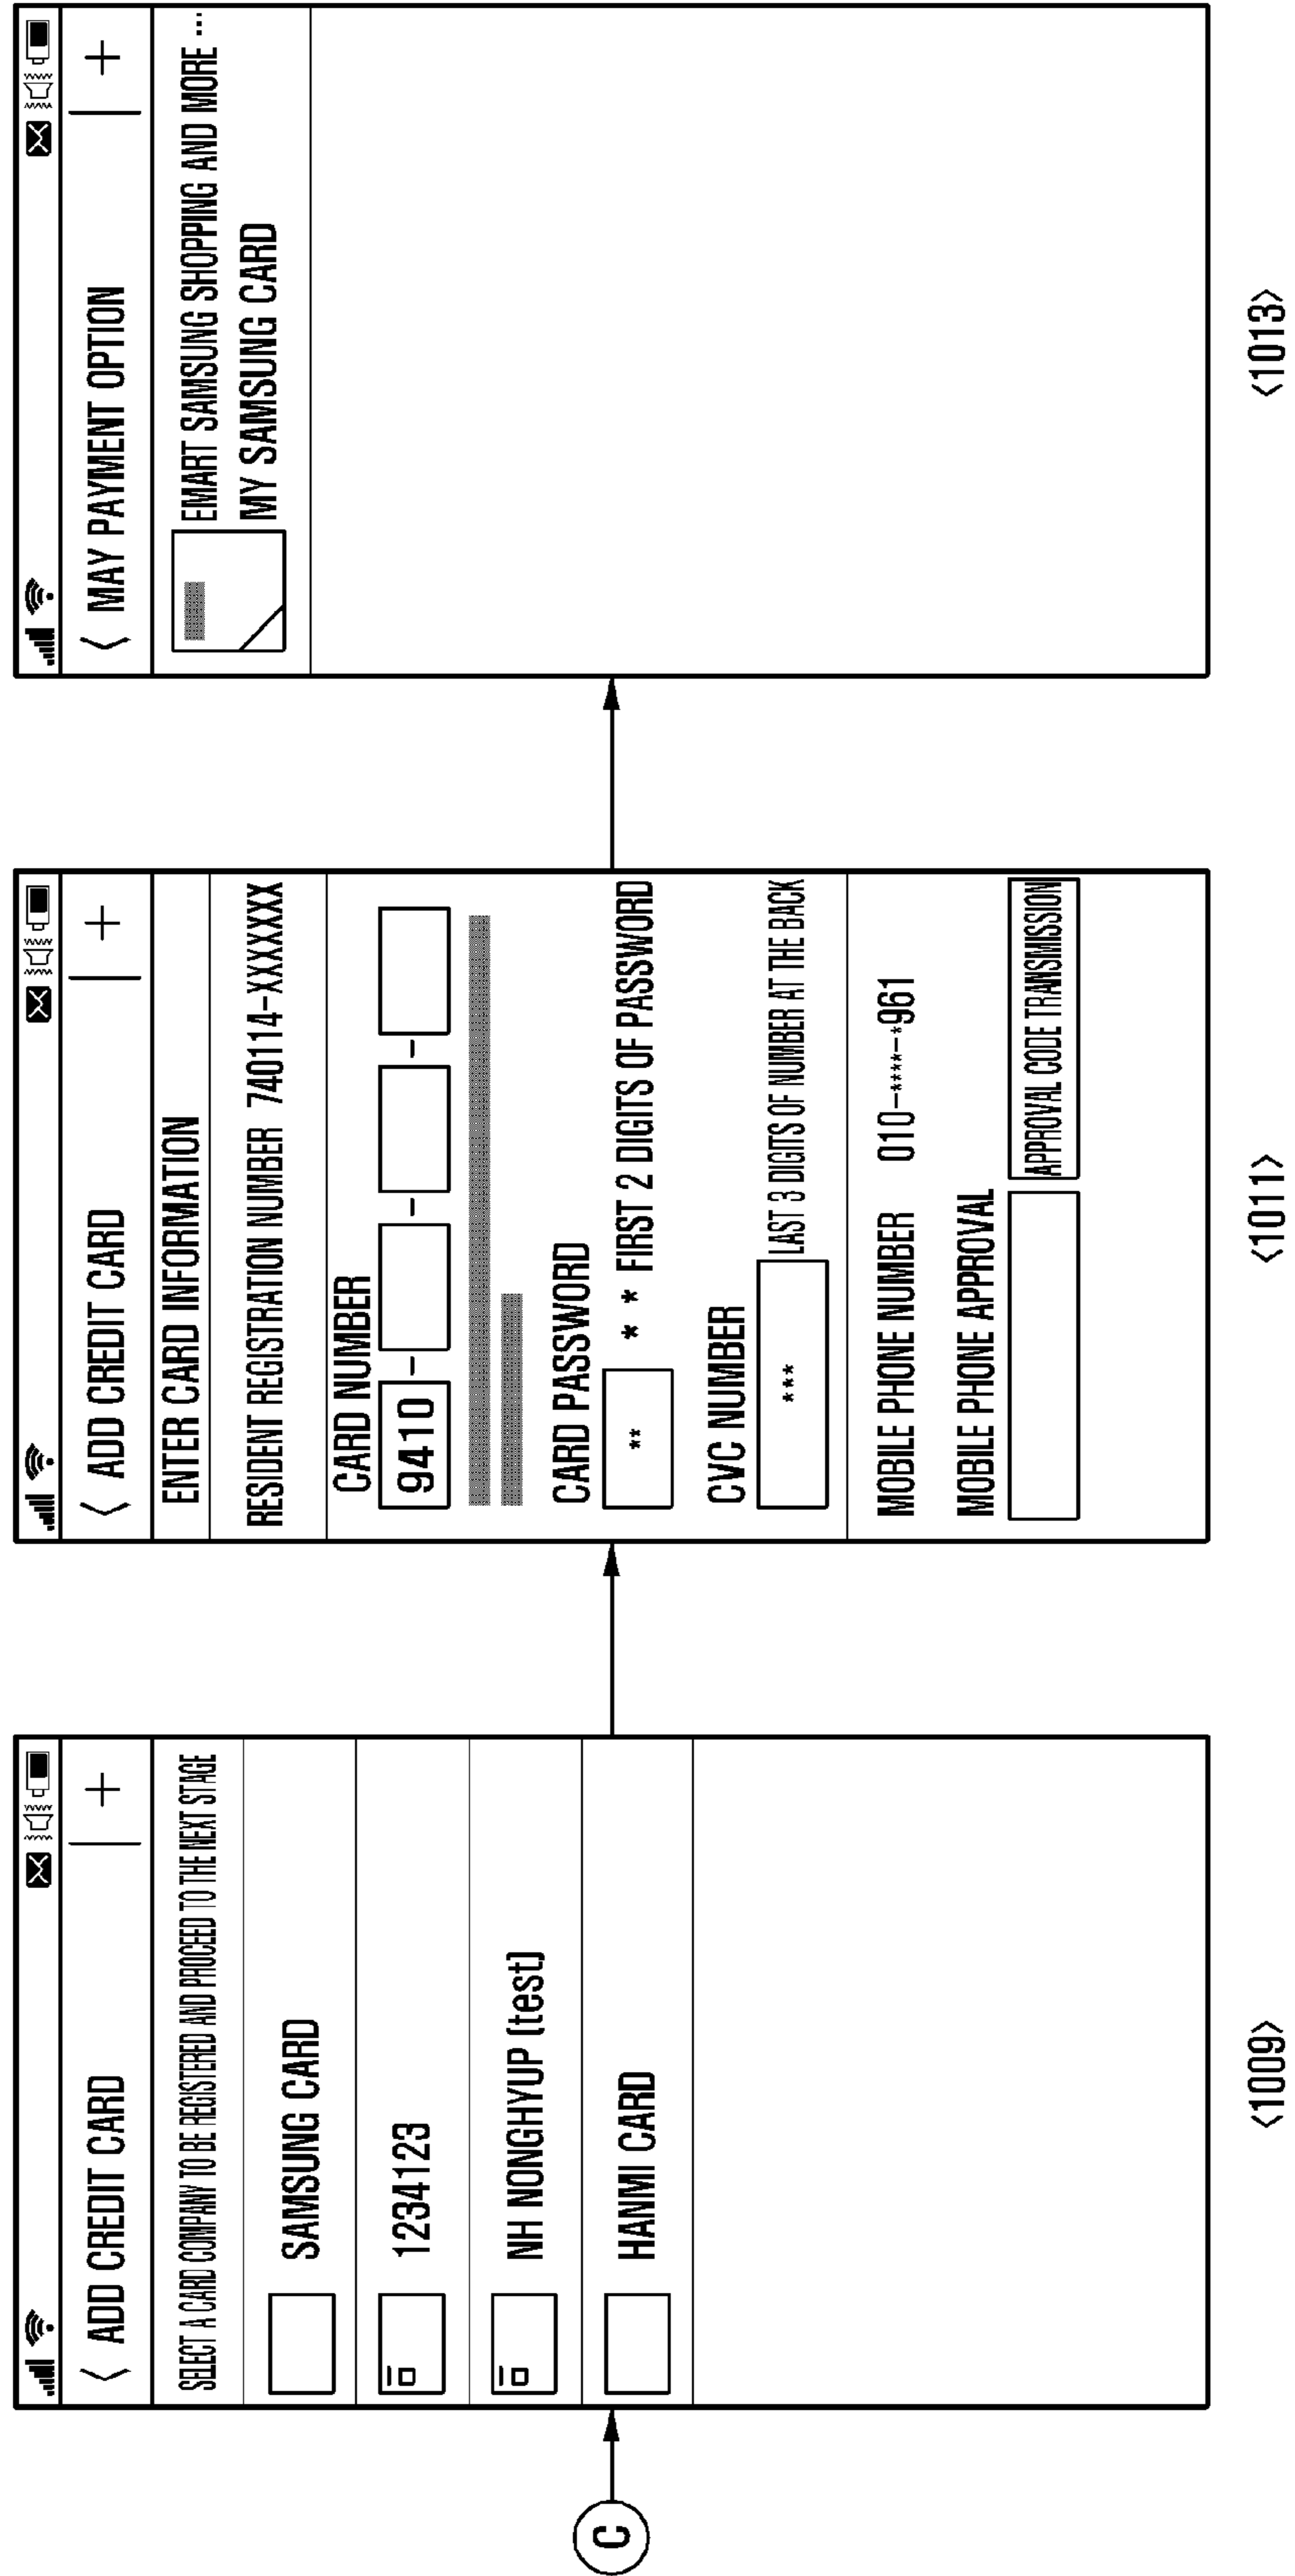 C
< ADD CREDIT CARD +
SELECT A CARD COMPANY TO BE REGISTERED AND PROCEED TO THE NEXT STAGE
SAMSUNG CARD
1234123
NH NONGHYUP (test)
HANMI CARD
<1009>
< ADD CREDIT CARD +
ENTER CARD INFORMATION
RESIDENT REGISTRATION NUMBER 740114-XXXXXXX
CARD NUMBER
9410 - - -
CARD PASSWORD
** * * FIRST 2 DIGITS OF PASSWORD
CVC NUMBER
*** LAST 3 DIGITS OF NUMBER AT THE BACK
MOBILE PHONE NUMBER 010-****-*961
MOBILE PHONE APPROVAL
APPROVAL CODE TRANSMISSION
<1011>
< MAY PAYMENT OPTION +
EMART SAMSUNG SHOPPING AND MORE ...
MY SAMSUNG CARD
<1013>